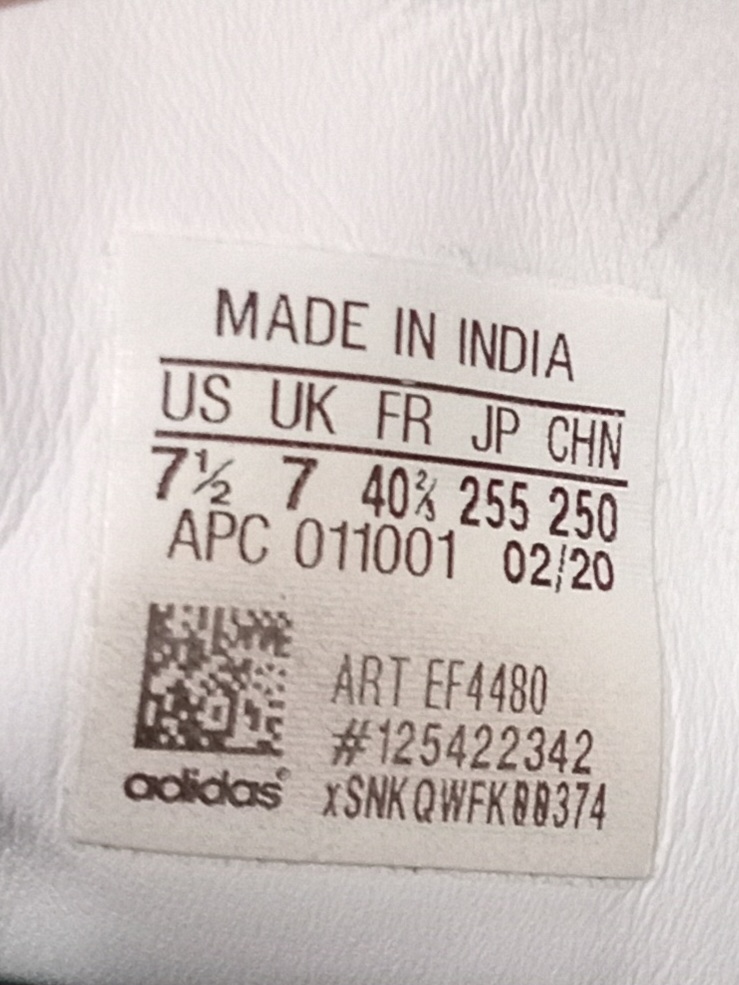 MADE IN INDIA
US UK FR JP CHN
7½ 7 40⅔ 255 250
APC 011001 02/20
ART EF4480
#125422342
adidas®